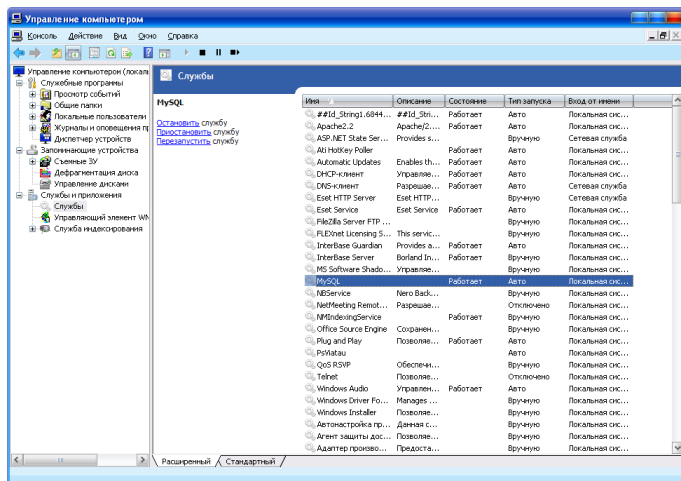 Управление компьютером
Консоль Действие Вид Окно Справка
Управление компьютером (локаль
Служебные программы
Просмотр событий
Общие папки
Локальные пользователи
Журналы и оповещения пр
Диспетчер устройств
Запоминающие устройства
Съемные ЗУ
Дефрагментация диска
Управление дисками
Службы и приложения
Службы
Управляющий элемент WM
Служба индексирования
Службы
MySQL
Остановить службу
Приостановить службу
Перезапустить службу
Имя Описание Состояние Тип запуска Вход от имени
##Id_String1.6844... ##Id_Stri... Работает Авто Локальная сис...
Apache2.2 Apache/2.... Работает Авто Локальная сис...
ASP.NET State Ser... Provides s... Вручную Сетевая служба
Ati HotKey Poller Работает Авто Локальная сис...
Automatic Updates Enables th... Работает Авто Локальная сис...
DHCP-клиент Управляе... Работает Авто Локальная сис...
DNS-клиент Разрешае... Работает Авто Сетевая служба
Eset HTTP Server Eset HTTP... Вручную Сетевая служба
Eset Service Eset Service Работает Авто Локальная сис...
FileZilla Server FTP ... Вручную Локальная сис...
FLEXnet Licensing S... This servic... Вручную Локальная сис...
InterBase Guardian Provides a... Работает Авто Локальная сис...
InterBase Server Borland In... Работает Вручную Локальная сис...
MS Software Shado... Управляе... Вручную Локальная сис...
MySQL Работает Авто Локальная сис...
NBService Nero Back... Вручную Локальная сис...
NetMeeting Remot... Разрешае... Отключено Локальная сис...
NMIndexingService Работает Вручную Локальная сис...
Office Source Engine Сохранен... Вручную Локальная сис...
Plug and Play Позволяе... Работает Авто Локальная сис...
PsViatau Авто Локальная сис...
QoS RSVP Обеспечи... Вручную Локальная сис...
Telnet Позволяе... Отключено Локальная сис...
Windows Audio Управлен... Работает Авто Локальная сис...
Windows Driver Fo... Manages ... Вручную Локальная сис...
Windows Installer Позволяе... Вручную Локальная сис...
Автонастройка пр... Данная с... Вручную Локальная сис...
Агент защиты дос... Позволяе... Вручную Локальная сис...
Адаптер произво... Предоста... Вручную Локальная сис...
Расширенный Стандартный